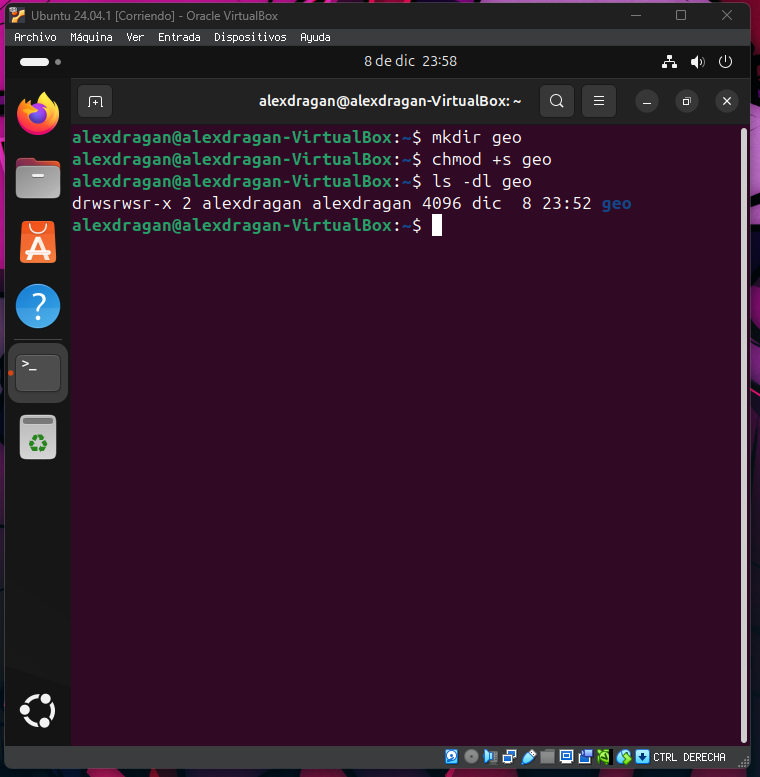 Ubuntu 24.04.1 [Corriendo] - Oracle VirtualBox
Archivo Máquina Ver Entrada Dispositivos Ayuda
8 de dic 23:58
alexdragan@alexdragan-VirtualBox: ~
alexdragan@alexdragan-VirtualBox:~$ mkdir geo
alexdragan@alexdragan-VirtualBox:~$ chmod +s geo
alexdragan@alexdragan-VirtualBox:~$ ls -dl geo
drwsrwsr-x 2 alexdragan alexdragan 4096 dic  8 23:52 geo
alexdragan@alexdragan-VirtualBox:~$
CTRL DERECHA